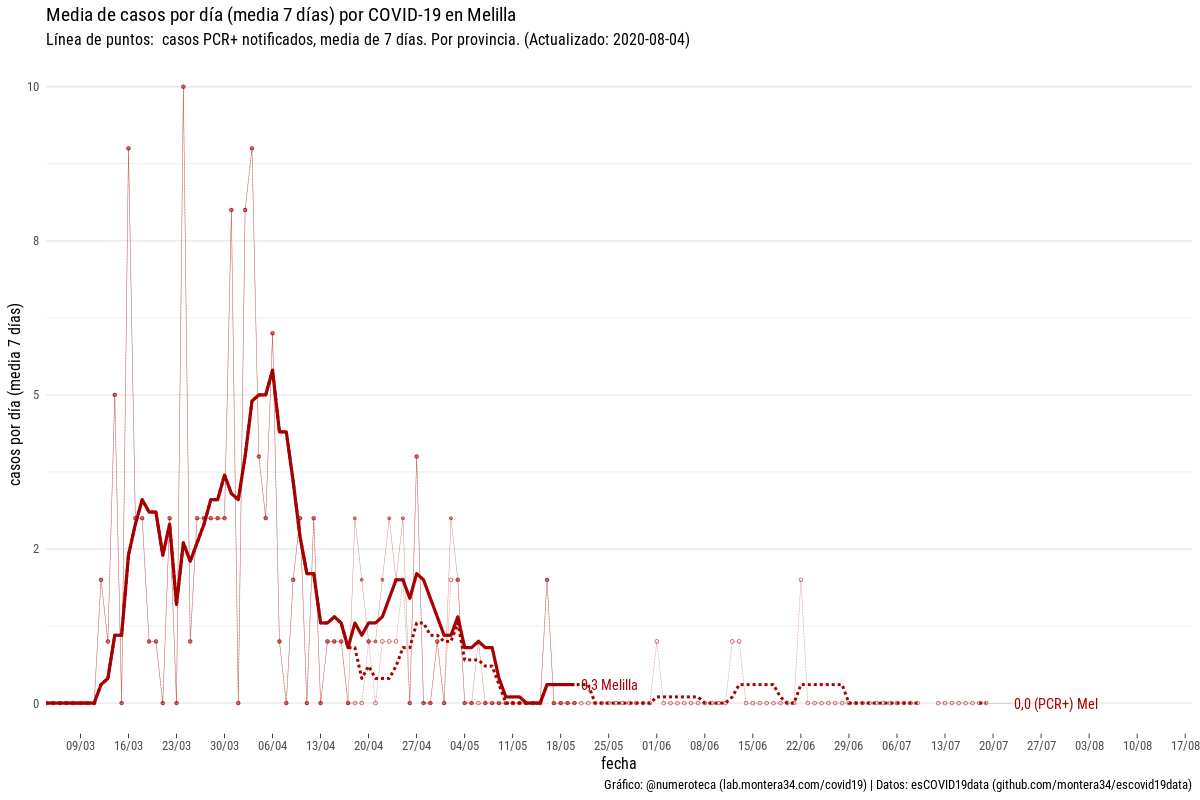 Media de casos por día (media 7 días) por COVID-19 en Melilla
Línea de puntos:  casos PCR+ notificados, media de 7 días. Por provincia. (Actualizado: 2020-08-04)
casos por día (media 7 días)
10
8
5
2
0
0,3 Melilla
0,0 (PCR+) Mel
09/03 16/03 23/03 30/03 06/04 13/04 20/04 27/04 04/05 11/05 18/05 25/05 01/06 08/06 15/06 22/06 29/06 06/07 13/07 20/07 27/07 03/08 10/08 17/08
fecha
Gráfico: @numeroteca (lab.montera34.com/covid19) | Datos: esCOVID19data (github.com/montera34/escovid19data)